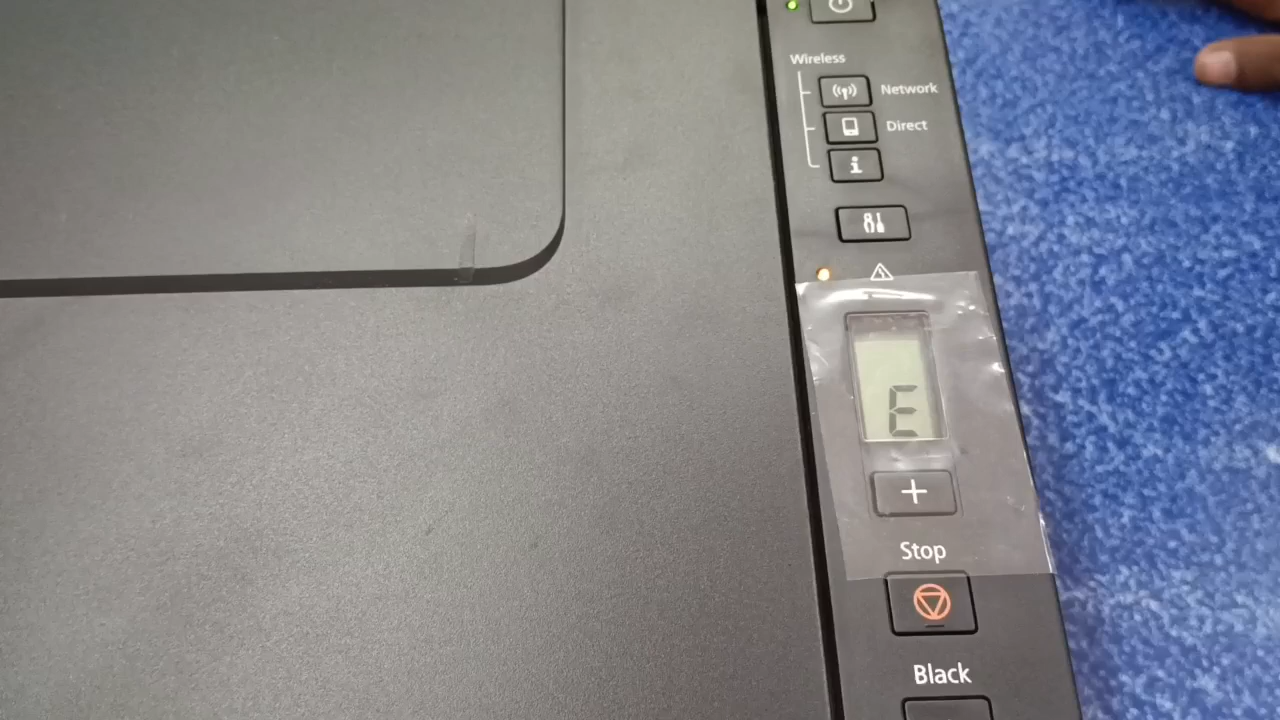 Wireless
Network
Direct
i
E
+
Stop
Black